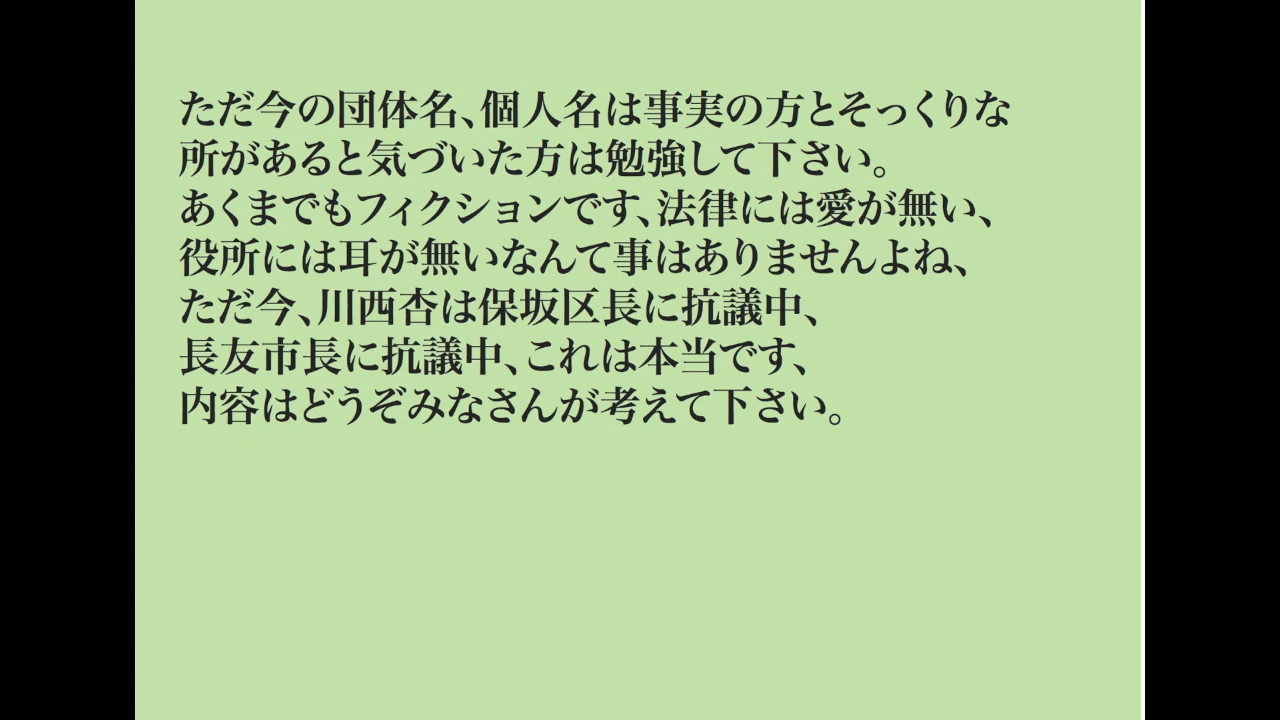 ただ今の団体名、個人名は事実の方とそっくりな
所があると気づいた方は勉強して下さい。
あくまでもフィクションです、法律には愛が無い、
役所には耳が無いなんて事はありませんよね、
ただ今、川西杏は保坂区長に抗議中、
長友市長に抗議中、これは本当です、
内容はどうぞみなさんが考えて下さい。